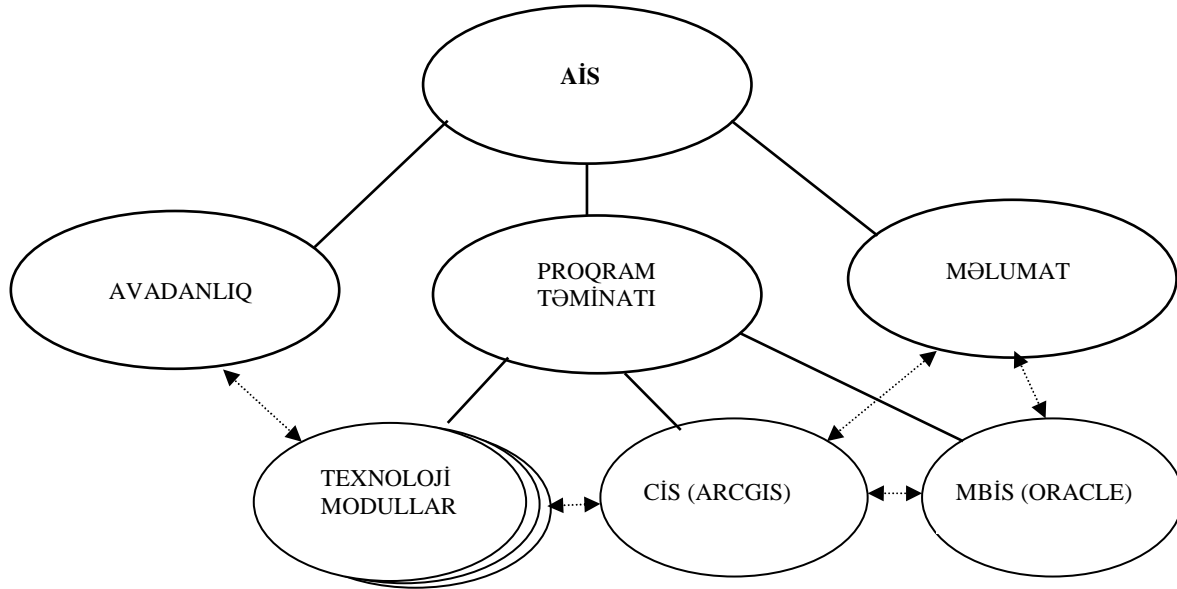 AİS
AVADANLIQ
PROQRAM
TƏMİNATI
MƏLUMAT
TEXNOLOJİ
MODULLAR
CİS (ARCGIS)
MBİS (ORACLE)